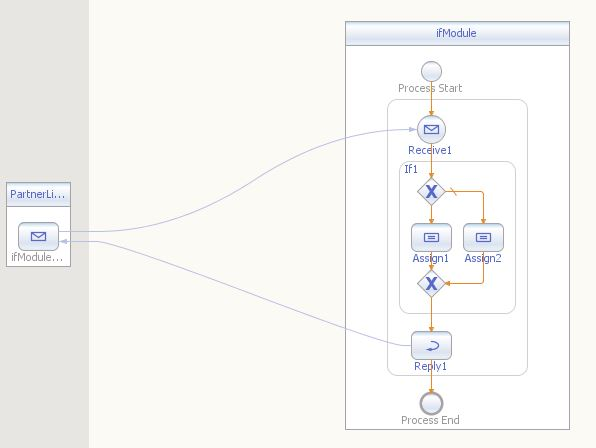 ifModule
Process Start
Receive1
If1
PartnerLi...
ifModule...
Assign1
Assign2
Reply1
Process End